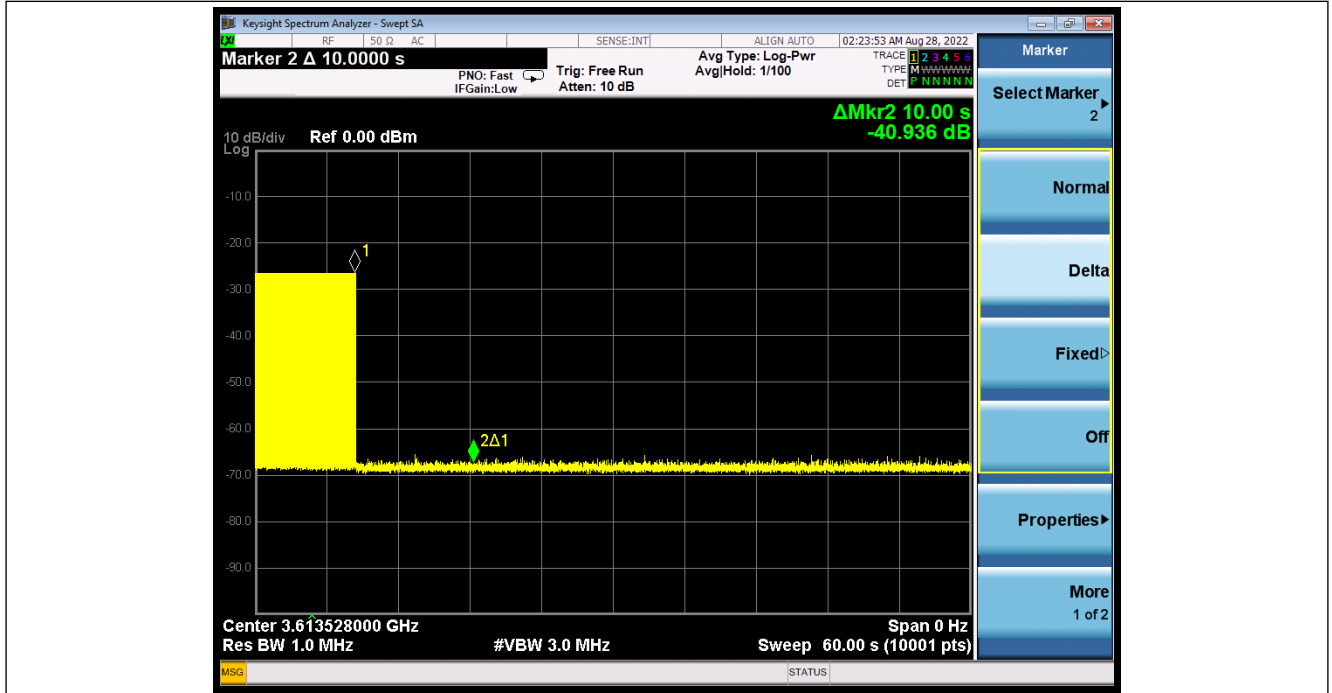 Keysight Spectrum Analyzer - Swept SA
LXI RF 50 Ω AC SENSE:INT ALIGN AUTO 02:23:53 AM Aug 28, 2022
Marker 2 Δ 10.0000 s
PNO: Fast
IFGain:Low
Trig: Free Run
Atten: 10 dB
Avg Type: Log-Pwr
Avg|Hold: 1/100
TRACE 1 2 3 4 5 6
TYPE M WWWWW
DET P N N N N N
ΔMkr2 10.00 s
-40.936 dB
10 dB/div Ref 0.00 dBm
Log
-10.0
-20.0
-30.0
-40.0
-50.0
-60.0
-70.0
-80.0
-90.0
1
2Δ1
Center 3.613528000 GHz Span 0 Hz
Res BW 1.0 MHz #VBW 3.0 MHz Sweep 60.00 s (10001 pts)
MSG STATUS
Marker
Select Marker
2
Normal
Delta
Fixed
Off
Properties
More
1 of 2